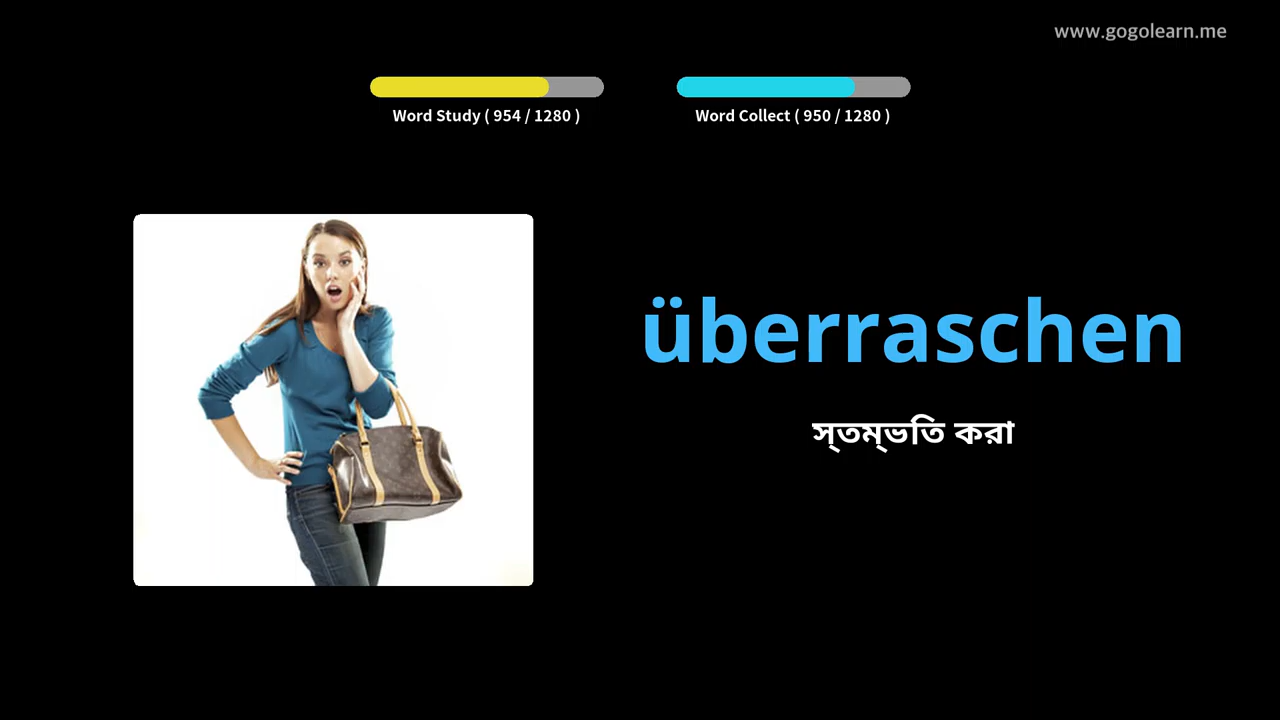 www.gogolearn.me
Word Study ( 954 / 1280 )
Word Collect ( 950 / 1280 )
überraschen
স্তম্ভিত করা